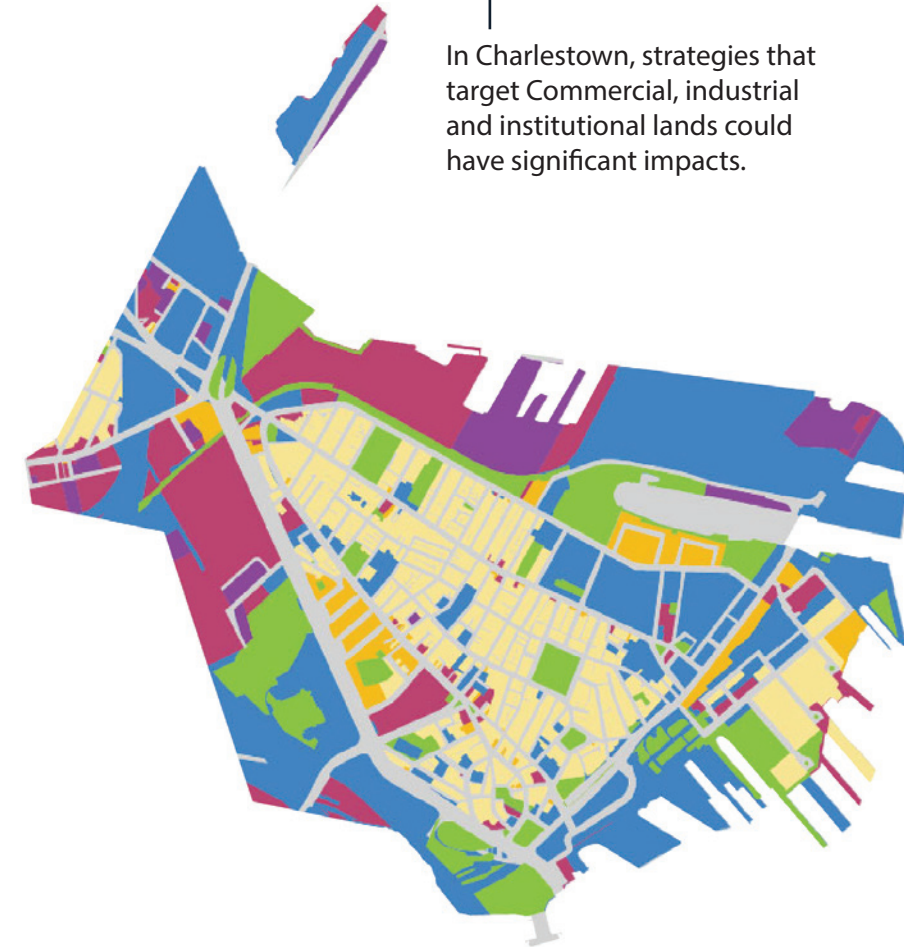 In Charlestown, strategies that
target Commercial, industrial
and institutional lands could
have significant impacts.